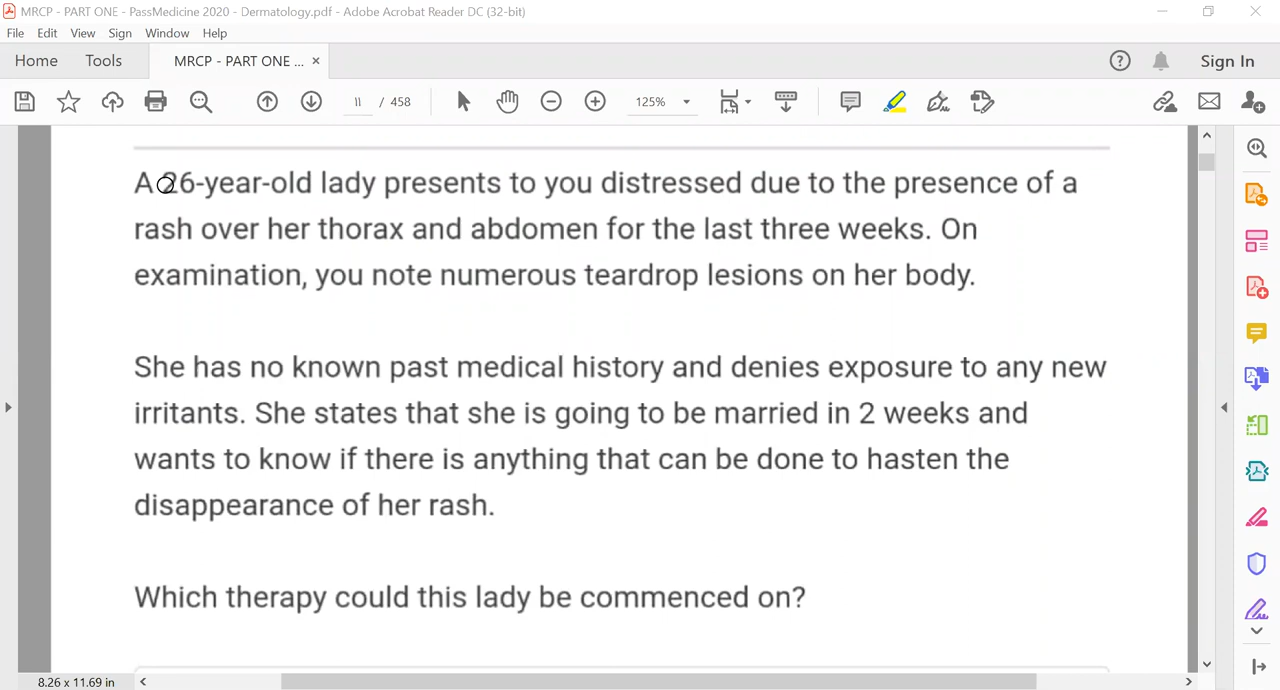 MRCP - PART ONE - PassMedicine 2020 - Dermatology.pdf - Adobe Acrobat Reader DC (32-bit)
File Edit View Sign Window Help
Home Tools MRCP - PART ONE ... × Sign In
11 / 458 125%
A 26-year-old lady presents to you distressed due to the presence of a
rash over her thorax and abdomen for the last three weeks. On
examination, you note numerous teardrop lesions on her body.
She has no known past medical history and denies exposure to any new
irritants. She states that she is going to be married in 2 weeks and
wants to know if there is anything that can be done to hasten the
disappearance of her rash.
Which therapy could this lady be commenced on?
8.26 x 11.69 in